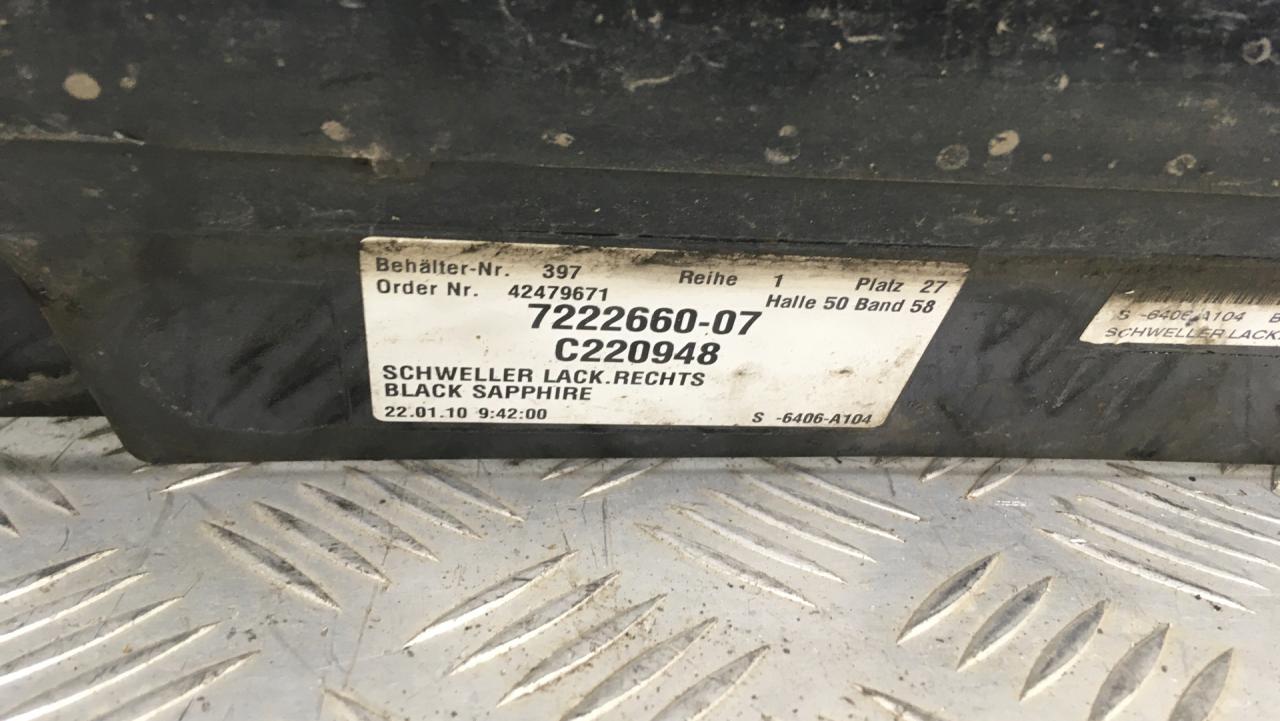 Behälter-Nr. 397 Reihe 1 Platz 27
Order Nr. 42479671 Halle 50 Band 58
7222660-07
C220948
SCHWELLER LACK.RECHTS
BLACK SAPPHIRE
22.01.10 9:42:00 S -6406-A104
S -6406-A104
SCHWELLER LACK.